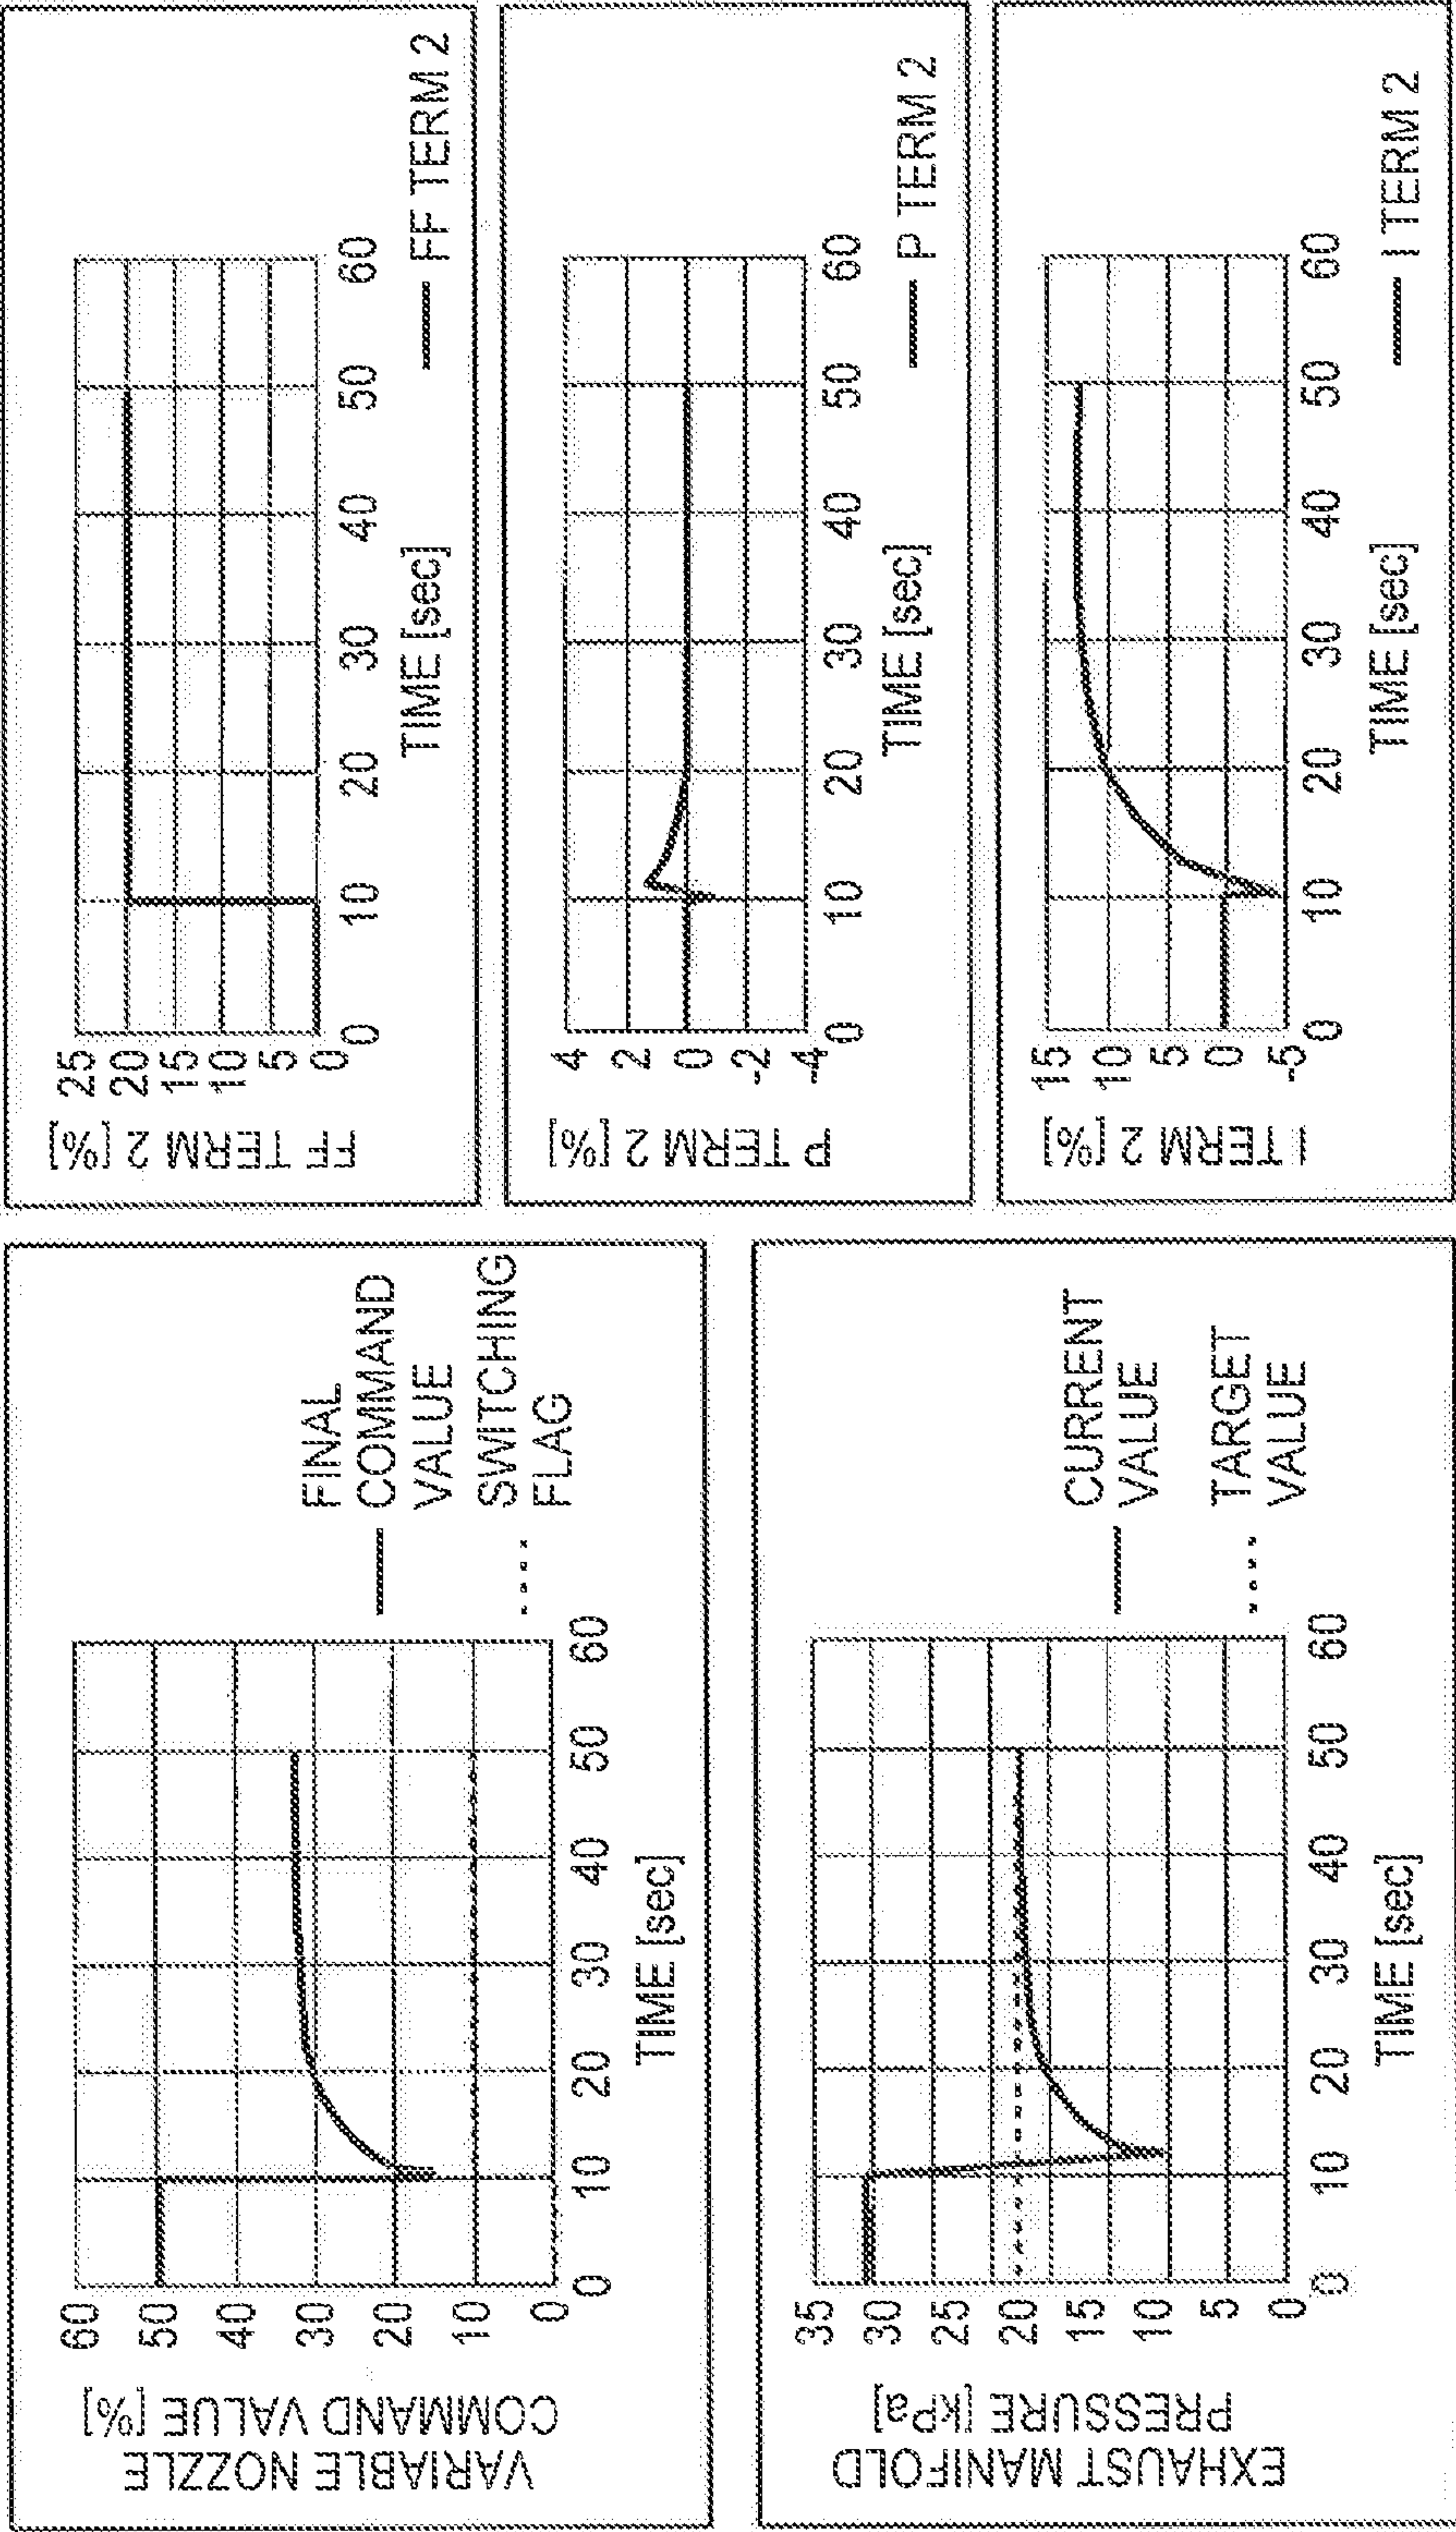 VARIABLE NOZZLE
COMMAND VALUE [%]
60
50
40
30
20
10
0
0
10
20
30
40
50
60
TIME [sec]
FINAL
COMMAND
VALUE
SWITCHING
FLAG
EXHAUST MANIFOLD
PRESSURE [kPa]
35
30
25
20
15
10
5
0
0
10
20
30
40
50
60
TIME [sec]
CURRENT
VALUE
TARGET
VALUE
FF TERM 2 [%]
25
20
15
10
5
0
0
10
20
30
40
50
60
TIME [sec]
FF TERM 2
P TERM 2 [%]
4
2
0
-2
-4
0
10
20
30
40
50
60
TIME [sec]
P TERM 2
I TERM 2 [%]
15
10
5
0
-5
0
10
20
30
40
50
60
TIME [sec]
I TERM 2